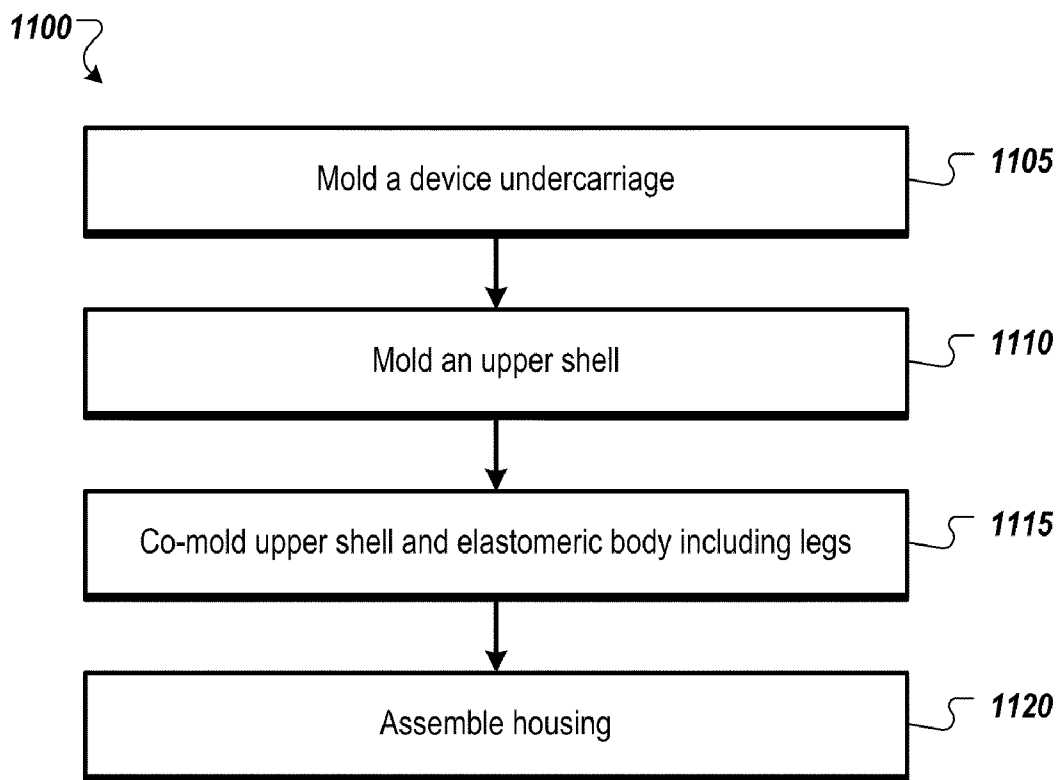 1100
Mold a device undercarriage
1105
Mold an upper shell
1110
Co-mold upper shell and elastomeric body including legs
1115
Assemble housing
1120